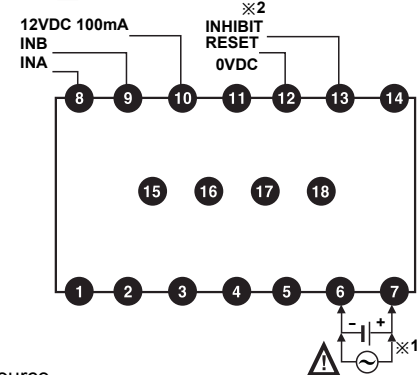 ※2
12VDC 100mA
INHIBIT
INB
RESET
INA
0VDC
8 9 10 11 12 13 14
15 16 17 18
1 2 3 4 5 6 7
- +
※1
!